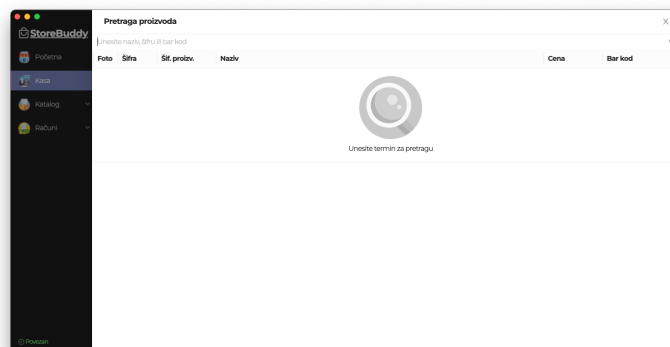 StoreBuddy
Početna
Kasa
Katalog
Računi
Povezan
Pretraga proizvoda
X
Unesite naziv, šifru ili bar kod
Foto Šifra Šif. proizv. Naziv Cena Bar kod
Unesite termin za pretragu